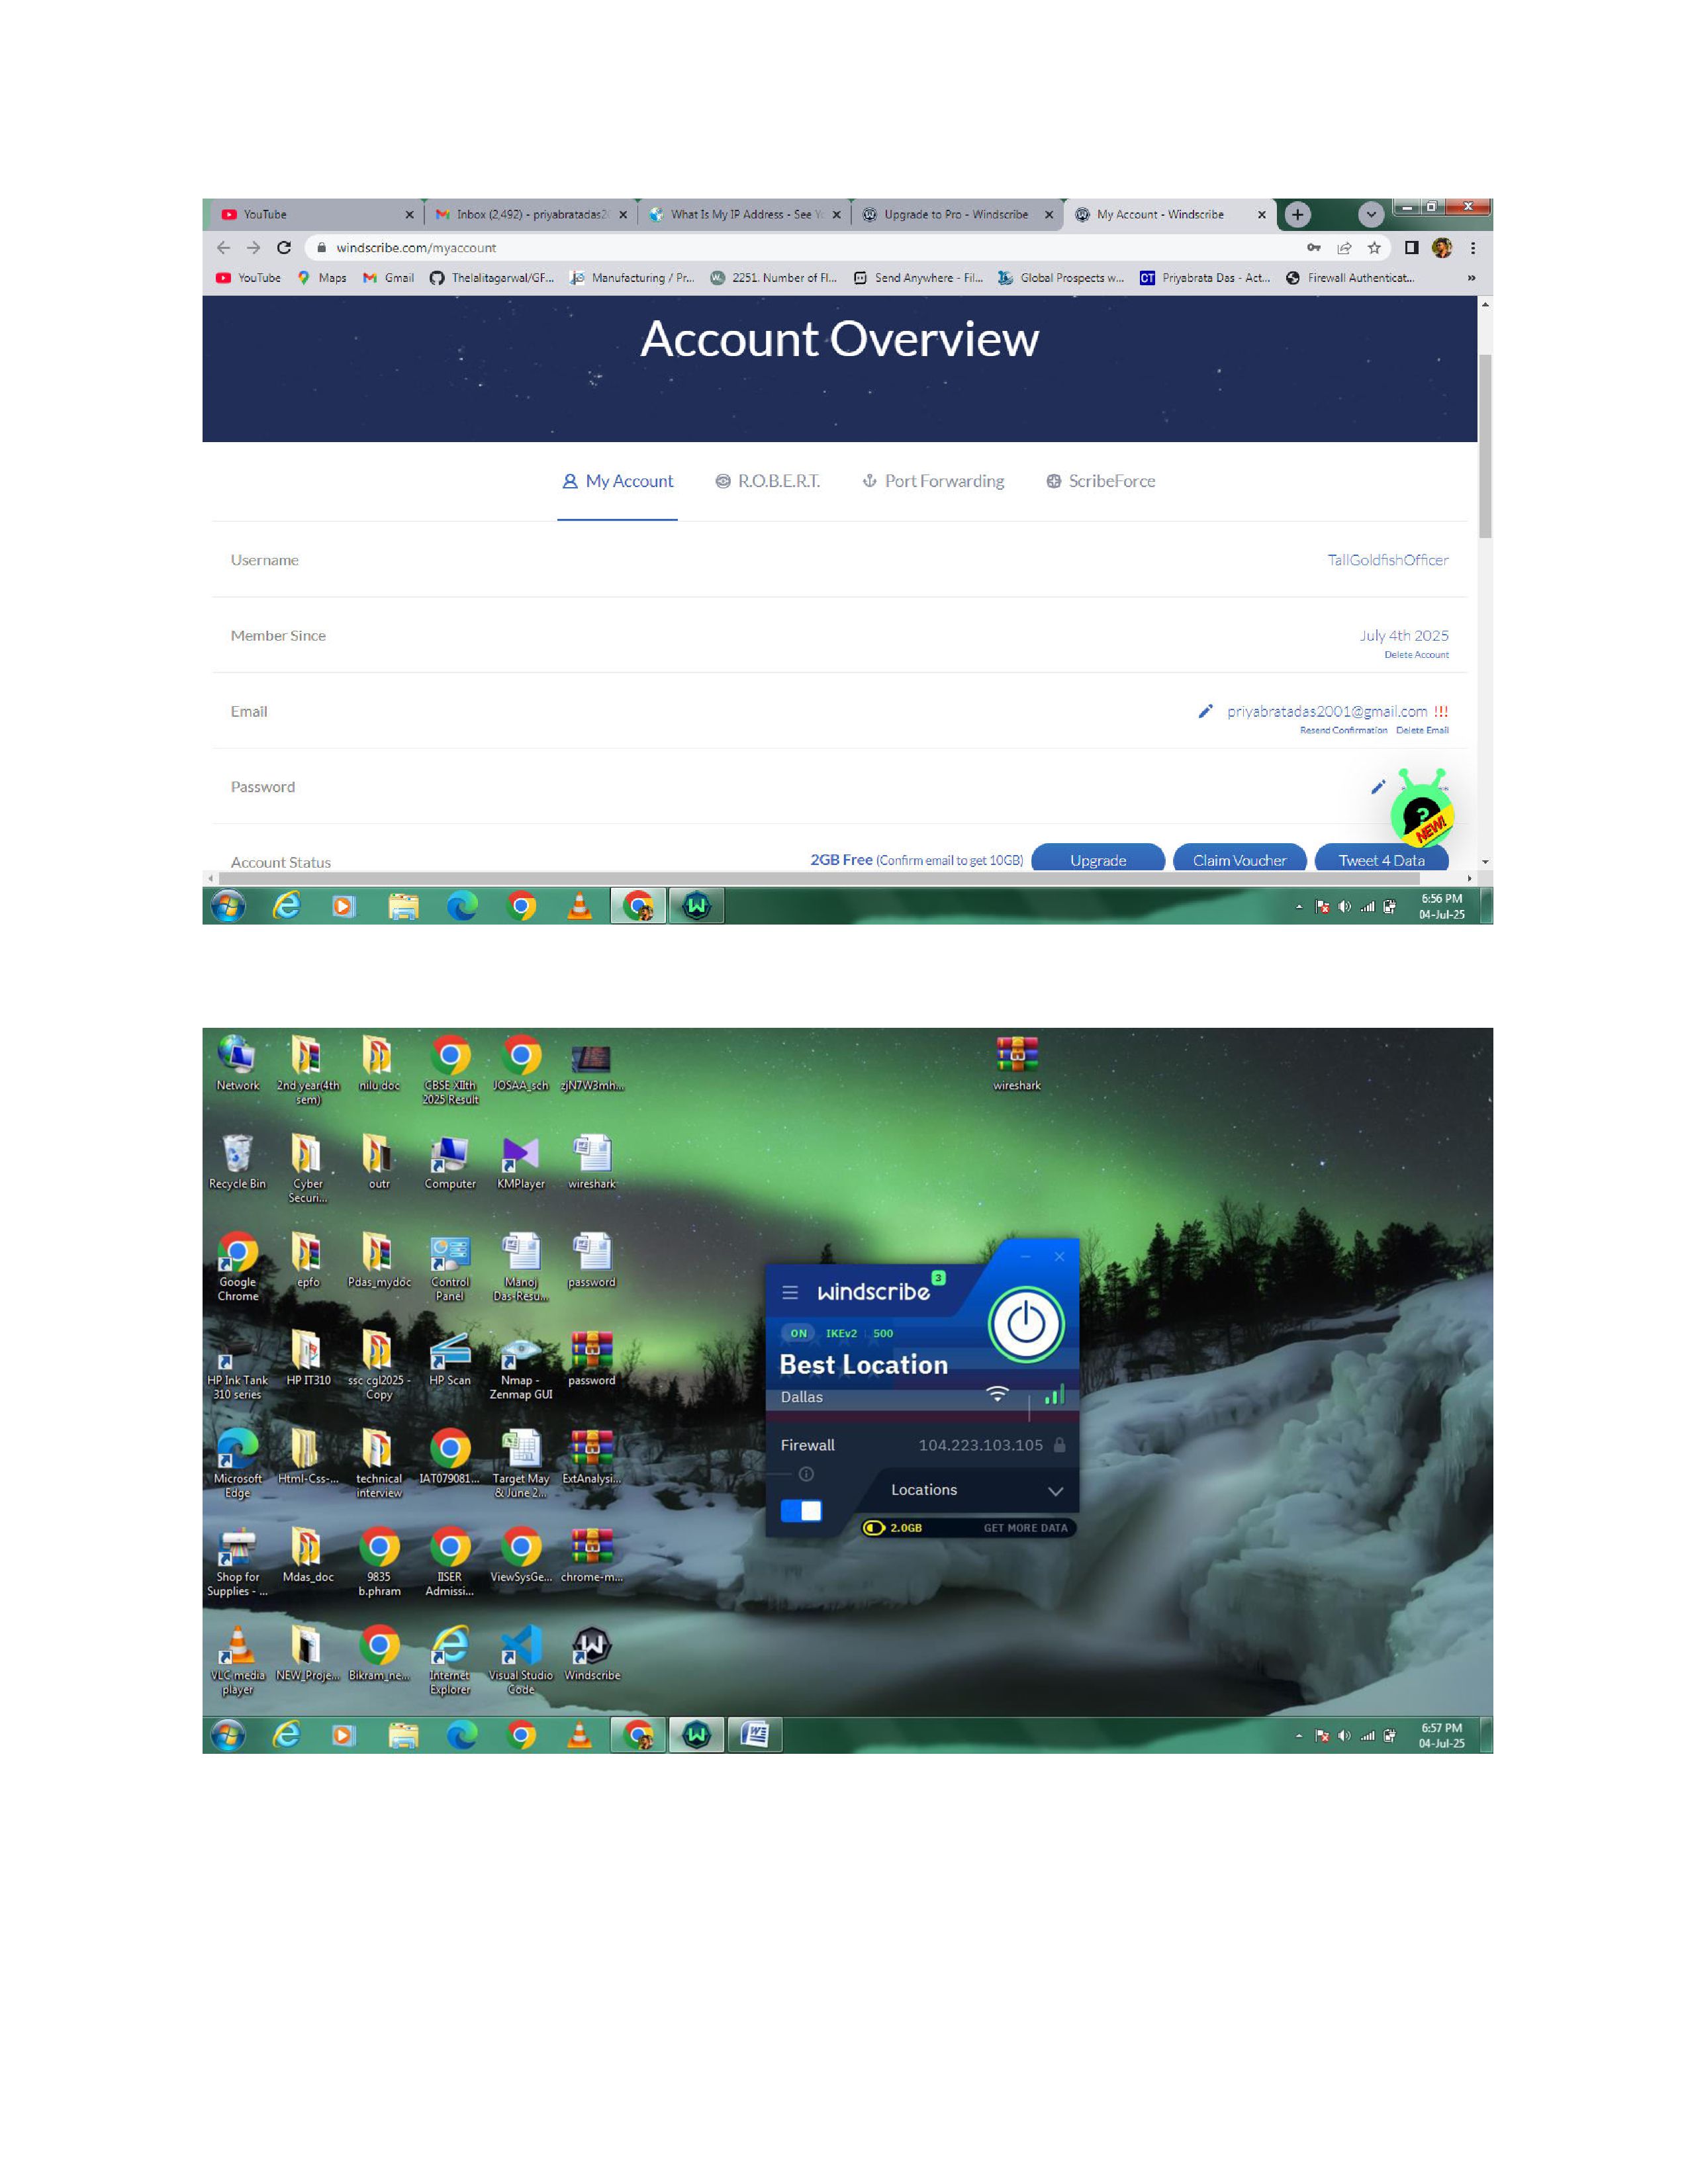 YouTube
Inbox (2,492) - priyabratadas2
What Is My IP Address - See Y
Upgrade to Pro - Windscribe
My Account - Windscribe
windscribe.com/myaccount
YouTube Maps Gmail Thelalitagarwal/GF... Manufacturing / Pr... 2251. Number of Fl... Send Anywhere - Fil... Global Prospects w... Priyabrata Das - Act... Firewall Authenticat... »
Account Overview
My Account R.O.B.E.R.T. Port Forwarding ScribeForce
Username TallGoldfishOfficer
Member Since July 4th 2025
Delete Account
Email priyabratadas2001@gmail.com !!!
Resend Confirmation Delete Email
Password
NEW!
Account Status 2GB Free (Confirm email to get 10GB) Upgrade Claim Voucher Tweet 4 Data
6:56 PM
04-Jul-25
Network 2nd year(4th sem) nilu doc CBSE XIIth 2025 Result JOSAA_sch zjN7W3mh... wireshark
Recycle Bin Cyber Securi... outr Computer KMPlayer wireshark
Google Chrome epfo Pdas_mydoc Control Panel Manoj Das-Resu... password
HP Ink Tank 310 series HP IT310 ssc cgl2025 - Copy HP Scan Nmap - Zenmap GUI password
Microsoft Edge Html-Css-... technical interview IAT079081... Target May & June 2... ExtAnalysi...
Shop for Supplies - ... Mdas_doc 9835 b.phram IISER Admissi... ViewSysGe... chrome-m...
VLC media player NEW_Proje... Bikram_ne... Internet Explorer Visual Studio Code Windscribe
windscribe 3
ON IKEv2 500
Best Location
Dallas
Firewall 104.223.103.105
Locations
2.0GB GET MORE DATA
6:57 PM
04-Jul-25